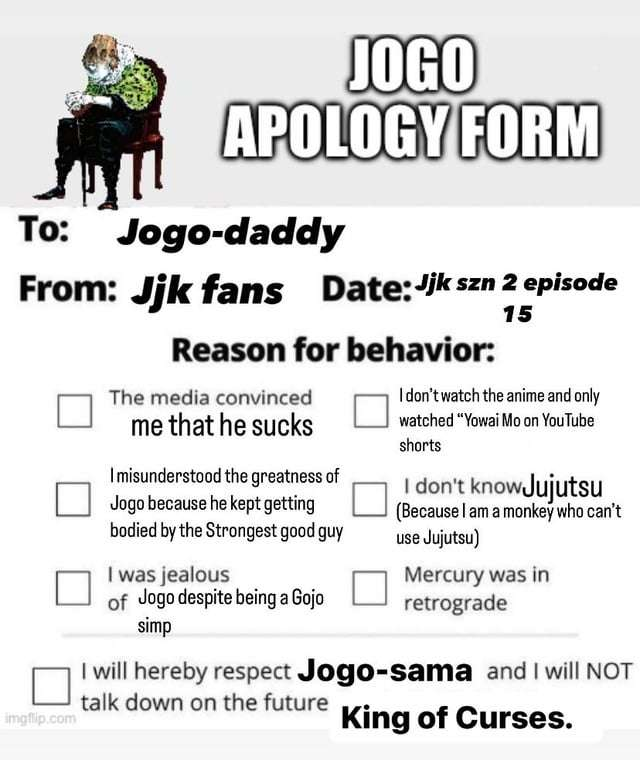 JOGO
APOLOGY FORM
To: Jogo-daddy
From: Jjk fans Date: Jjk szn 2 episode
15
Reason for behavior:
The media convinced
me that he sucks
I don't watch the anime and only
watched “Yowai Mo on YouTube
shorts
I misunderstood the greatness of
Jogo because he kept getting
bodied by the Strongest good guy
I don't know Jujutsu
(Because I am a monkey who can't
use Jujutsu)
I was jealous
of Jogo despite being a Gojo
simp
Mercury was in
retrograde
I will hereby respect Jogo-sama and I will NOT
talk down on the future
King of Curses.
imgflip.com